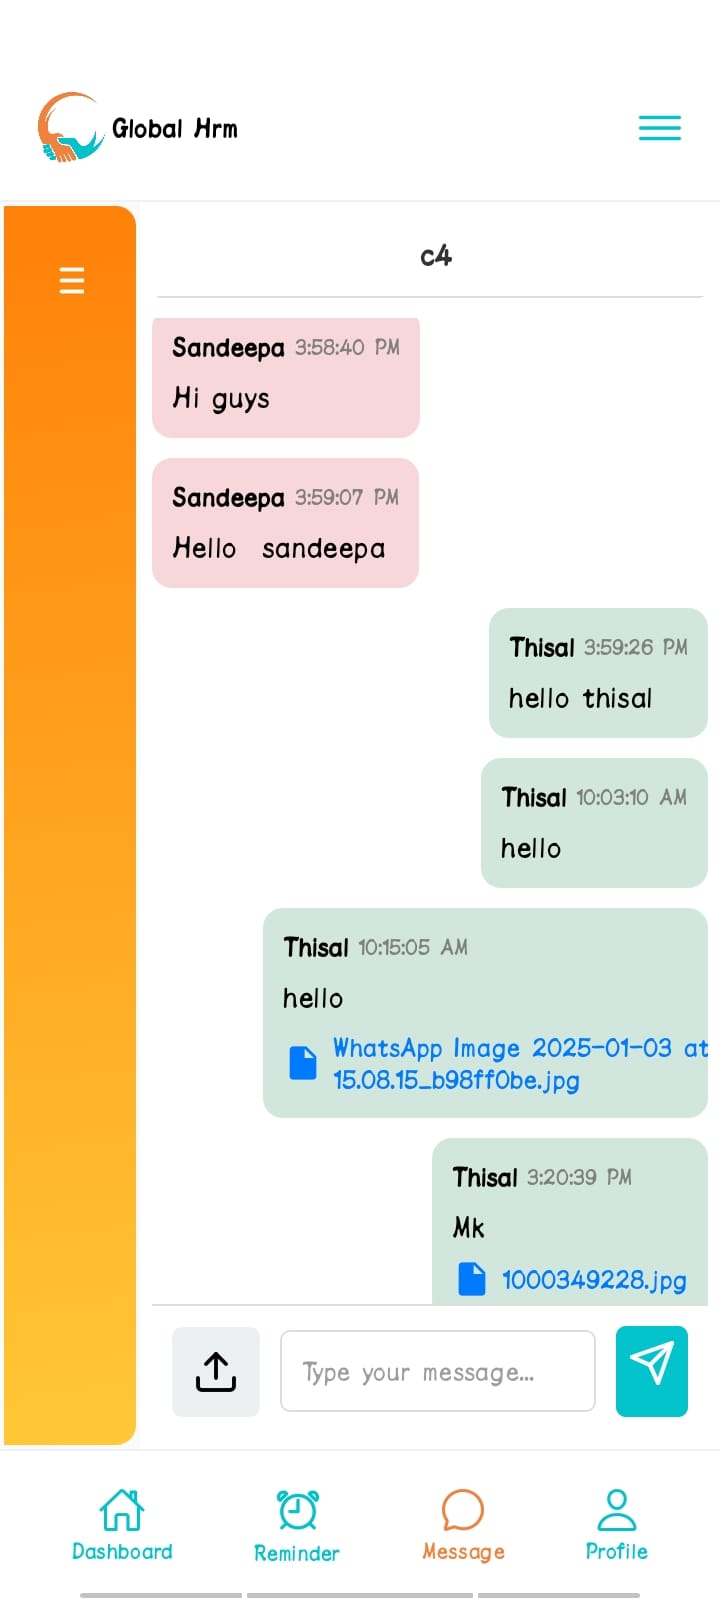 Global Hrm
c4
Sandeepa 3:58:40 PM
Hi guys
Sandeepa 3:59:07 PM
Hello sandeepa
Thisal 3:59:26 PM
hello thisal
Thisal 10:03:10 AM
hello
Thisal 10:15:05 AM
hello
WhatsApp Image 2025-01-03 at
15.08.15_b98ff0be.jpg
Thisal 3:20:39 PM
Mk
1000349228.jpg
Type your message...
Dashboard Reminder Message Profile